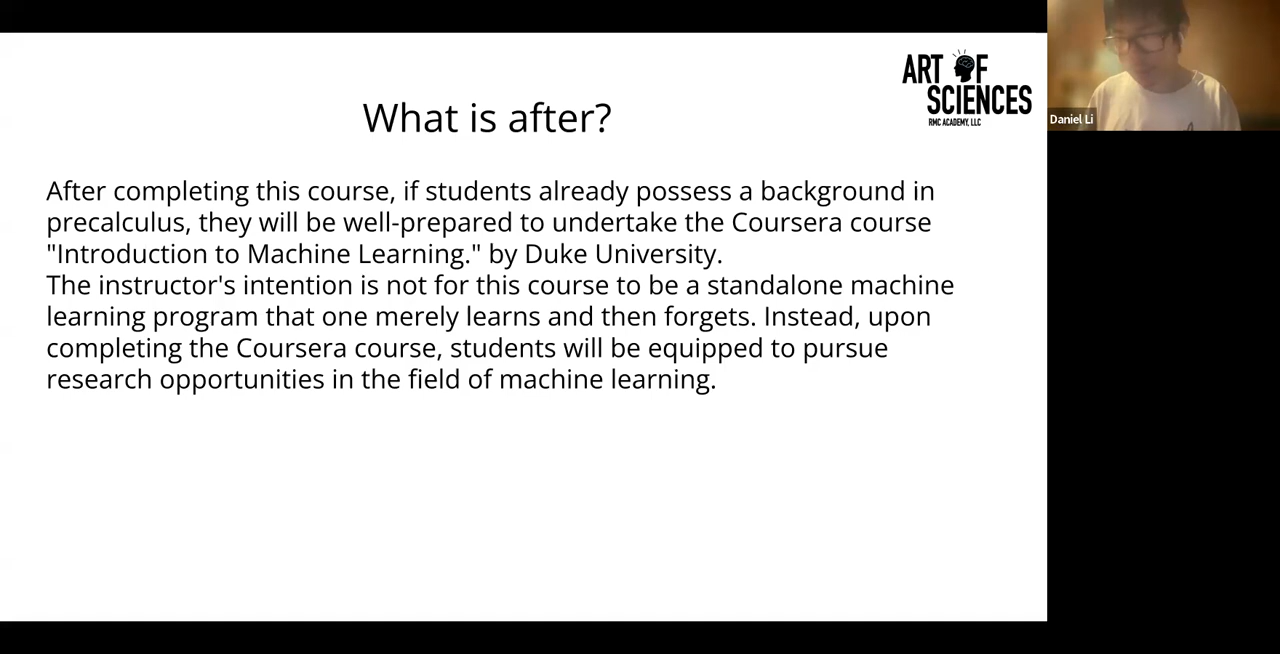 ART OF
SCIENCES
RMC ACADEMY, LLC
Daniel Li
What is after?
After completing this course, if students already possess a background in
precalculus, they will be well-prepared to undertake the Coursera course
"Introduction to Machine Learning." by Duke University.
The instructor's intention is not for this course to be a standalone machine
learning program that one merely learns and then forgets. Instead, upon
completing the Coursera course, students will be equipped to pursue
research opportunities in the field of machine learning.